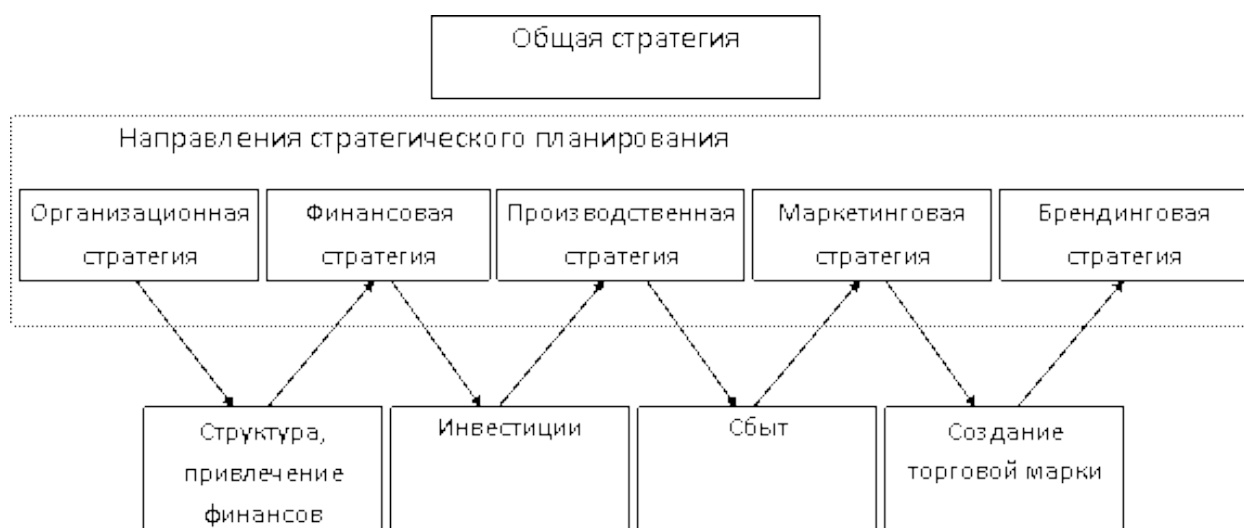 Общая стратегия
Направления стратегического планирования
Организационная
стратегия
Финансовая
стратегия
Производственная
стратегия
Маркетинговая
стратегия
Брендинговая
стратегия
Структура,
привлечение
финансов
Инвестиции
Сбыт
Создание
торговой марки